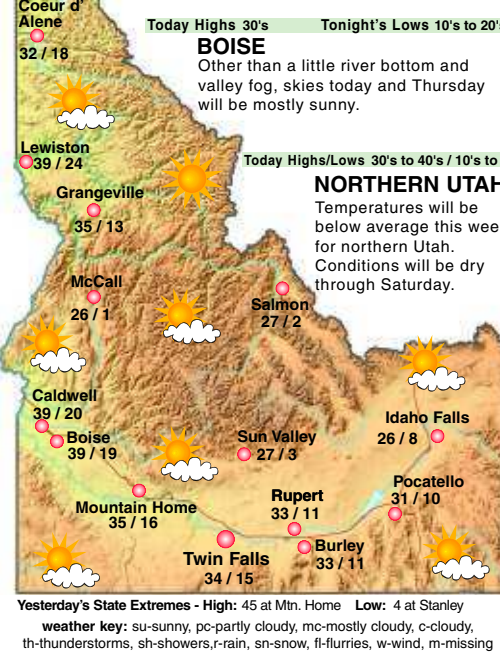 Coeur d'
Alene
32 / 18
Today Highs 30's Tonight's Lows 10's to 20's
BOISE
Other than a little river bottom and
valley fog, skies today and Thursday
will be mostly sunny.
Lewiston
39 / 24
Today Highs/Lows 30's to 40's / 10's to
NORTHERN UTAH
Temperatures will be
below average this wee
for northern Utah.
Conditions will be dry
through Saturday.
Grangeville
35 / 13
McCall
26 / 1
Salmon
27 / 2
Caldwell
39 / 20
Boise
39 / 19
Sun Valley
27 / 3
Idaho Falls
26 / 8
Mountain Home
35 / 16
Rupert
33 / 11
Pocatello
31 / 10
Twin Falls
34 / 15
Burley
33 / 11
Yesterday's State Extremes - High: 45 at Mtn. Home Low: 4 at Stanley
weather key: su-sunny, pc-partly cloudy, mc-mostly cloudy, c-cloudy,
th-thunderstorms, sh-showers,r-rain, sn-snow, fl-flurries, w-wind, m-missing